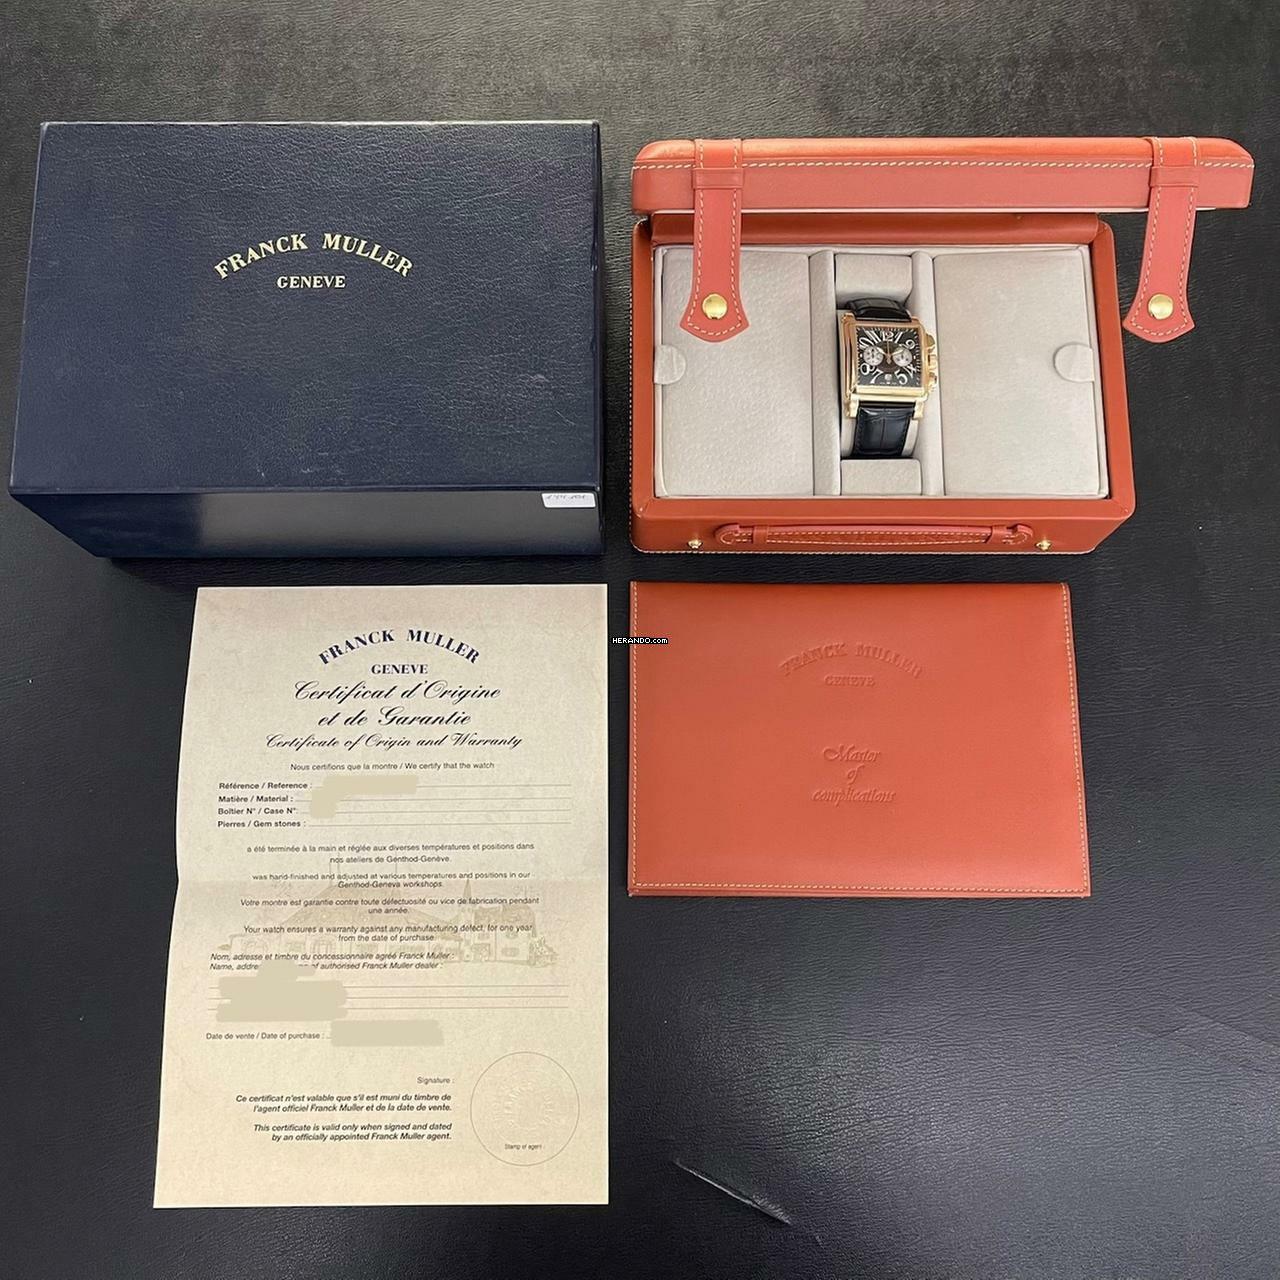 FRANCK MULLER
GENEVE
HERANDO.com
FRANCK MULLER
GENEVE
Certificat d'Origine
et de Garantie
Certificate of Origin and Warranty
Nous certifions que la montre / We certify that the watch
Référence / Reference :
Matière / Material :
Boîtier N° / Case N°:
Pierres / Gem stones :
a été terminée à la main et réglée aux diverses températures et positions dans
nos ateliers de Genthod-Genève.
was hand-finished and adjusted at various temperatures and positions in our
Genthod-Geneva workshops.
Votre montre est garantie contre toute défectuosité ou vice de fabrication pendant
une année.
Your watch ensures a warranty against any manufacturing defect, for one year
from the date of purchase
Nom, adresse et timbre du concessionnaire agréé Franck Muller :
Name, of authorised Franck Muller dealer :
Date de vente / Date of purchase :
Signature :
Ce certificat n'est valable que s'il est muni du timbre de
l'agent officiel Franck Muller et de la date de vente.
This certificate is valid only when signed and dated
by an officially appointed Franck Muller agent.
Stamp of agent :
FRANCK MULLER
GENEVE
Master
of
complications